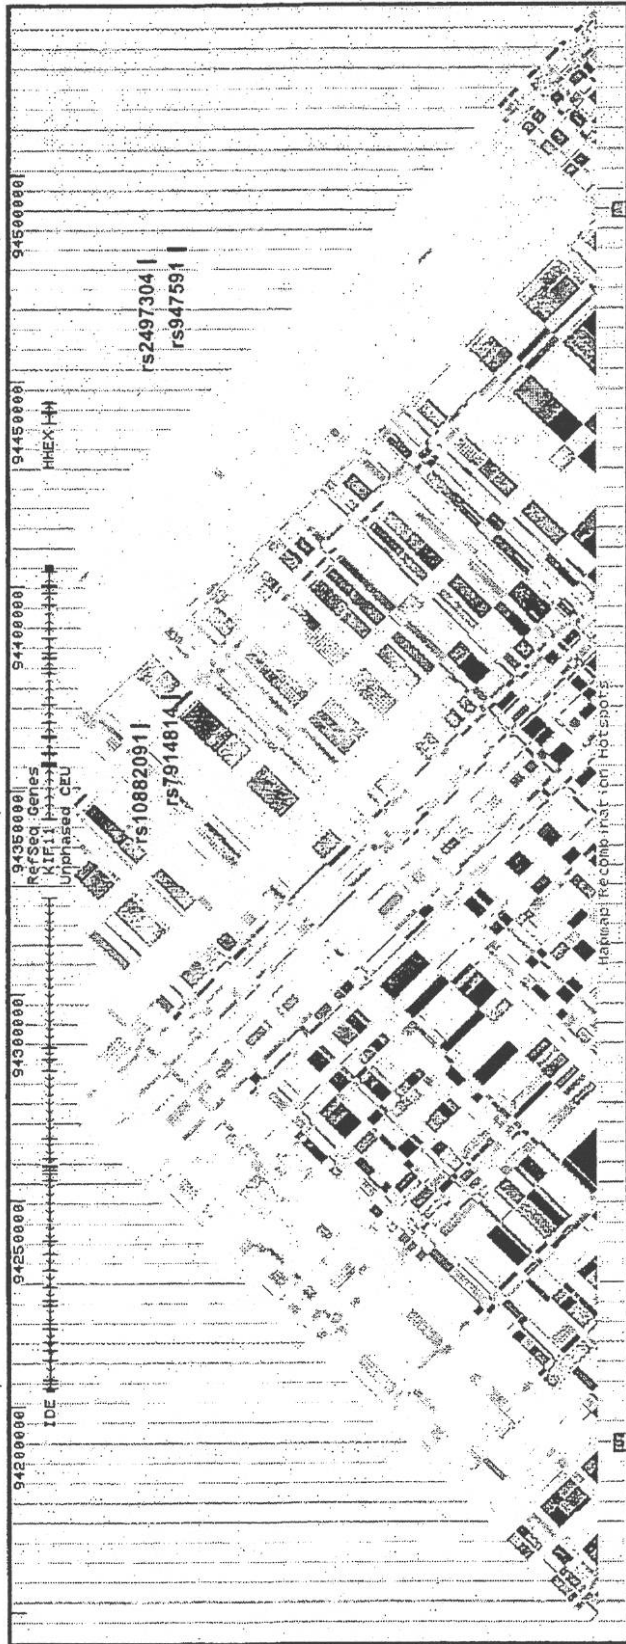 94200000|
94250000|
94300000|
94350000|
94400000|
94450000|
94500000|
RefSeq Genes
IDE
KIF11
HHEX
Unphased CEU
rs10882091
rs7914814
rs2497304
rs947591
Hapmap Recombination Hotspots